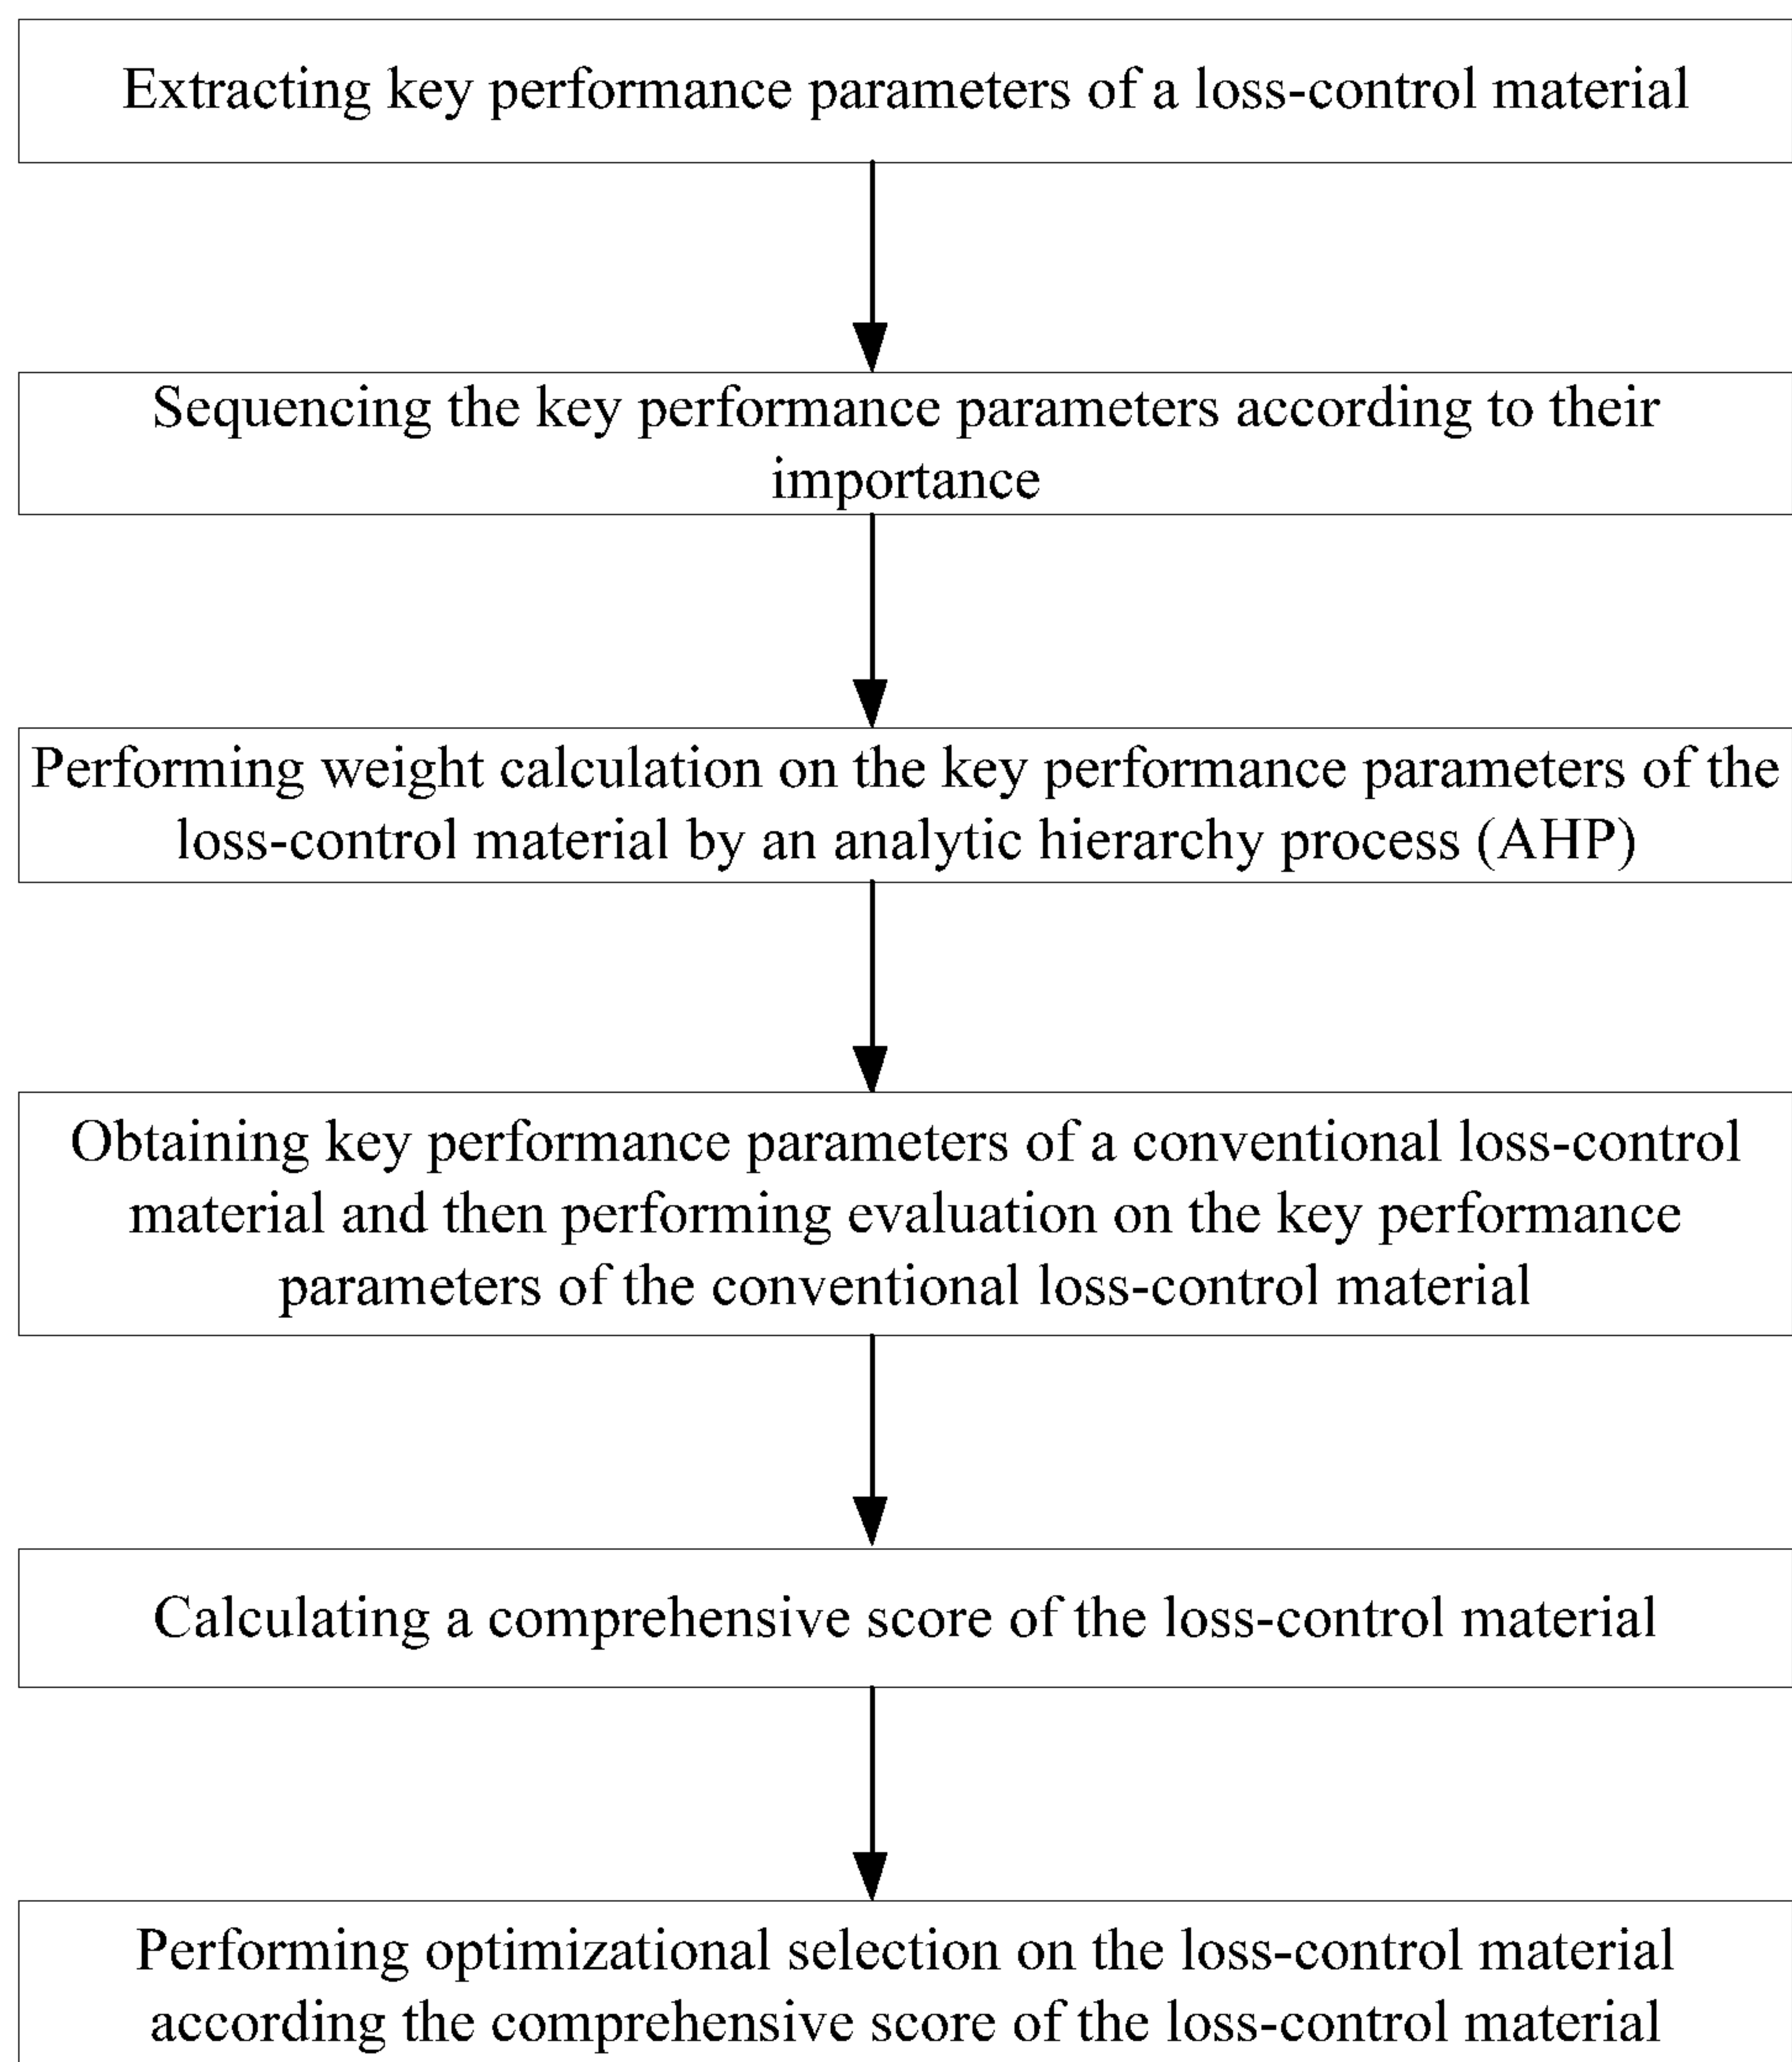 Extracting key performance parameters of a loss-control material
Sequencing the key performance parameters according to their
importance
Performing weight calculation on the key performance parameters of the
loss-control material by an analytic hierarchy process (AHP)
Obtaining key performance parameters of a conventional loss-control
material and then performing evaluation on the key performance
parameters of the conventional loss-control material
Calculating a comprehensive score of the loss-control material
Performing optimizational selection on the loss-control material
according the comprehensive score of the loss-control material